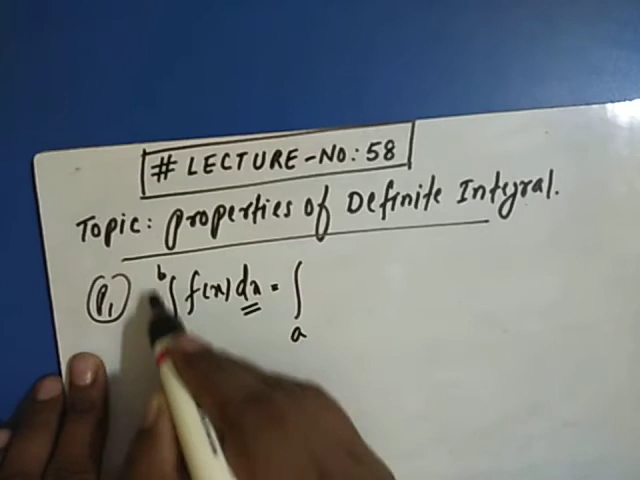 # LECTURE-NO: 58
Topic: Properties of Definite Integral.
P₁ ∫ᵇ f(x) dx = ∫ₐ